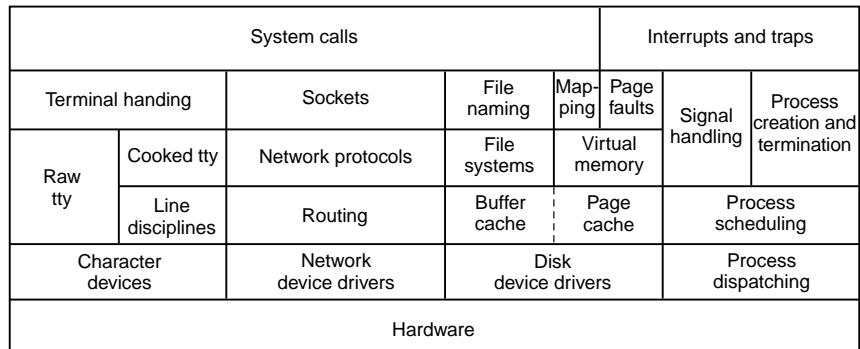 System calls
Interrupts and traps
Terminal handing
Sockets
File
naming
Map-
ping
Page
faults
Signal
handling
Process
creation and
termination
Raw
tty
Cooked tty
Network protocols
File
systems
Virtual
memory
Line
disciplines
Routing
Buffer
cache
Page
cache
Process
scheduling
Character
devices
Network
device drivers
Disk
device drivers
Process
dispatching
Hardware